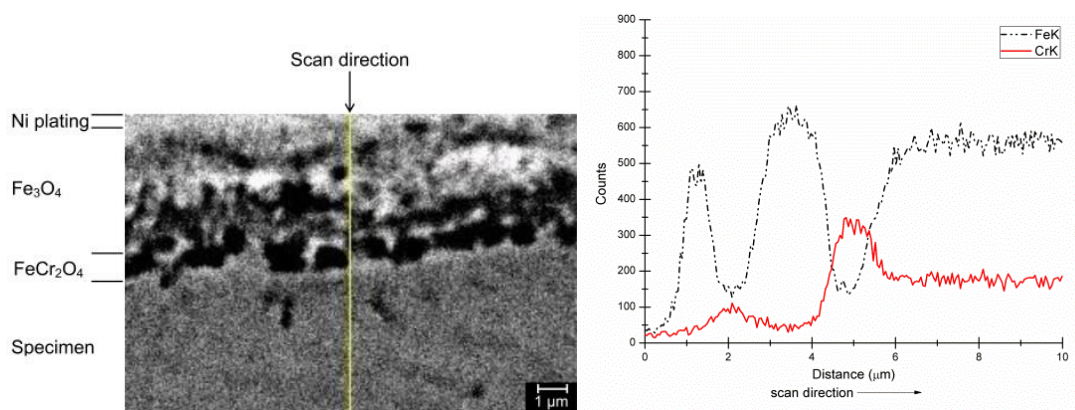 Scan direction
Ni plating
Fe₃O₄
FeCr₂O₄
Specimen
1 μm
900
800
700
600
500
400
300
200
100
0
Counts
FeK
CrK
0 2 4 6 8 10
Distance (μm)
scan direction